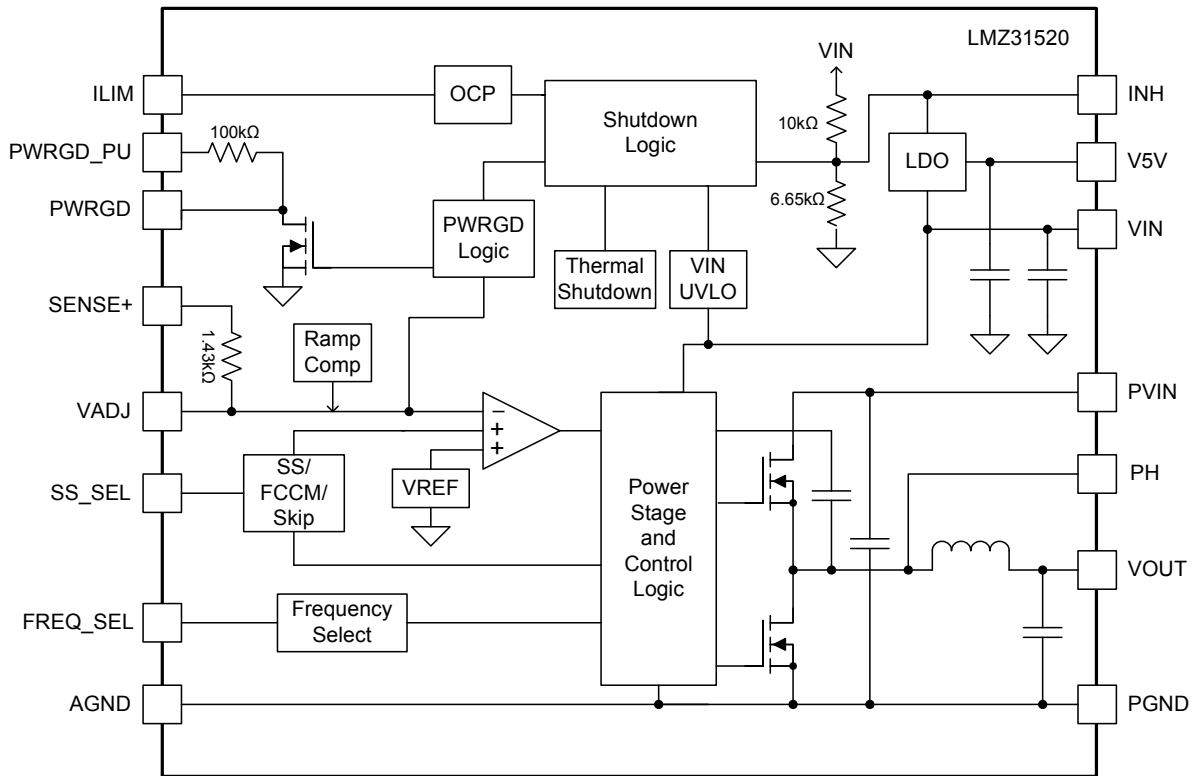 LMZ31520
VIN
ILIM
OCP
Shutdown
Logic
10kΩ
INH
PWRGD_PU
100kΩ
LDO
V5V
PWRGD
PWRGD
Logic
6.65kΩ
VIN
Thermal
Shutdown
VIN
UVLO
SENSE+
1.43kΩ
Ramp
Comp
VADJ
−
+
+
PVIN
SS_SEL
SS/
FCCM/
Skip
VREF
Power
Stage
and
Control
Logic
PH
VOUT
FREQ_SEL
Frequency
Select
AGND
PGND